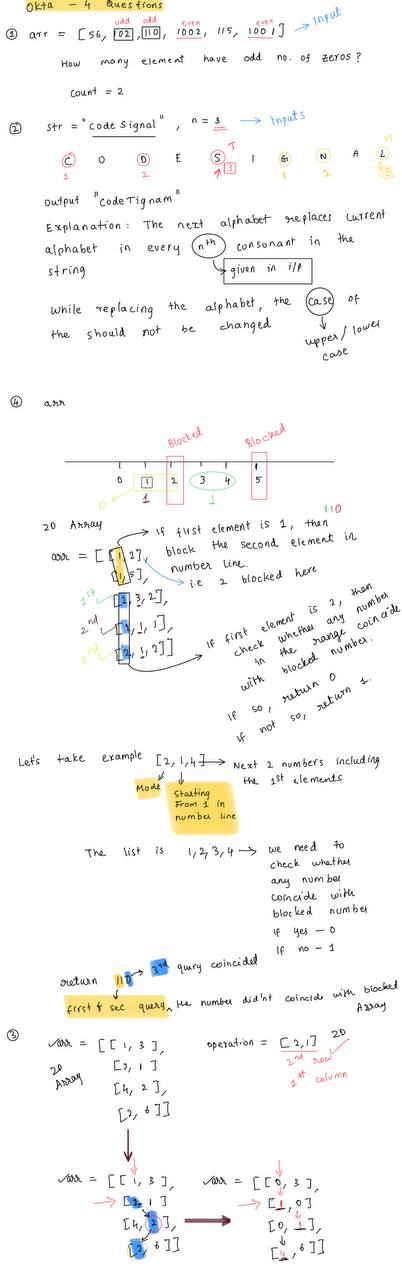 Okta - 4 Questions
① arr = [56, 102, 110, 1002, 115, 1001] → Input
odd odd even even
How many element have odd no. of zeros?
count = 2
② str = "Code Signal", n = 3 → Inputs
T M
C O D E S I G N A L
1 2 3 1 2 3
output "CodeTignam"
Explanation: The next alphabet replaces current
alphabet in every nth consonant in the
string
given in i/p
While replacing the alphabet, the case of
the should not be changed
upper/lower
case
④ arr
Blocked Blocked
0 1 2 3 4 5
0 1 1
110
2D Array
arr = [[1, 2],
[1, 5],
1st [2, 3, 2],
2nd [2, 1, 1],
3rd [2, 1, 2]]
If first element is 1, then
block the second element in
number line
i.e 2 blocked here
If first element is 2, then
check whether any number
in the range coincide
with blocked number.
If so, return 0
If not so, return 1.
Let's take example [2, 1, 4] → Next 2 numbers including
the 1st elements
Mode
Starting
From 1 in
number line
The list is 1, 2, 3, 4 → we need to
check whether
any number
coincide with
blocked number
If yes - 0
If no - 1
return 110 → 3rd query coincided
first & sec query, the number didn't coincide with blocked
Array
③ arr = [[1, 3],
[2, 1],
[4, 2],
[2, 6]]
2D
Array
operation = [2, 1] 2D
2nd row
1st column
arr = [[1, 3],
[2, 1],
[4, 2],
[3, 6]]
arr = [[0, 3],
[1, 0],
2
[0, 1],
[4, 6]]